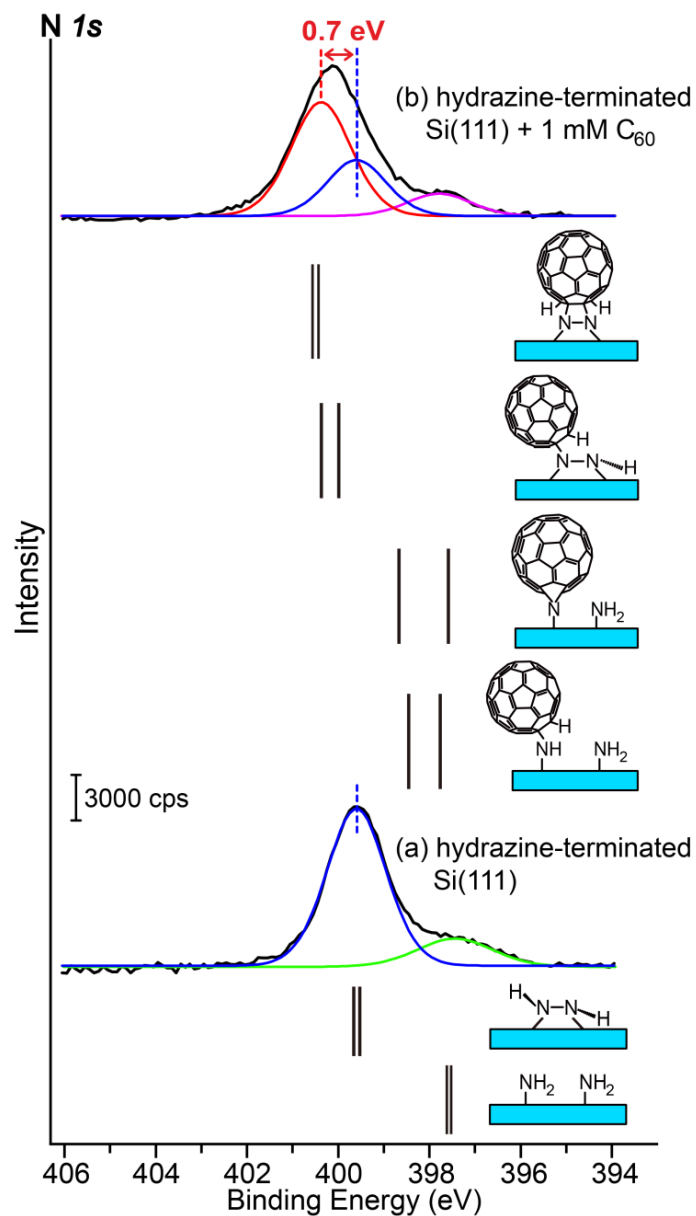 N 1s
0.7 eV
(b) hydrazine-terminated
Si(111) + 1 mM C₆₀
H H
N N
H
N N H
N NH₂
H
NH NH₂
Intensity
3000 cps
(a) hydrazine-terminated
Si(111)
H N N H
NH₂ NH₂
406 404 402 400 398 396 394
Binding Energy (eV)